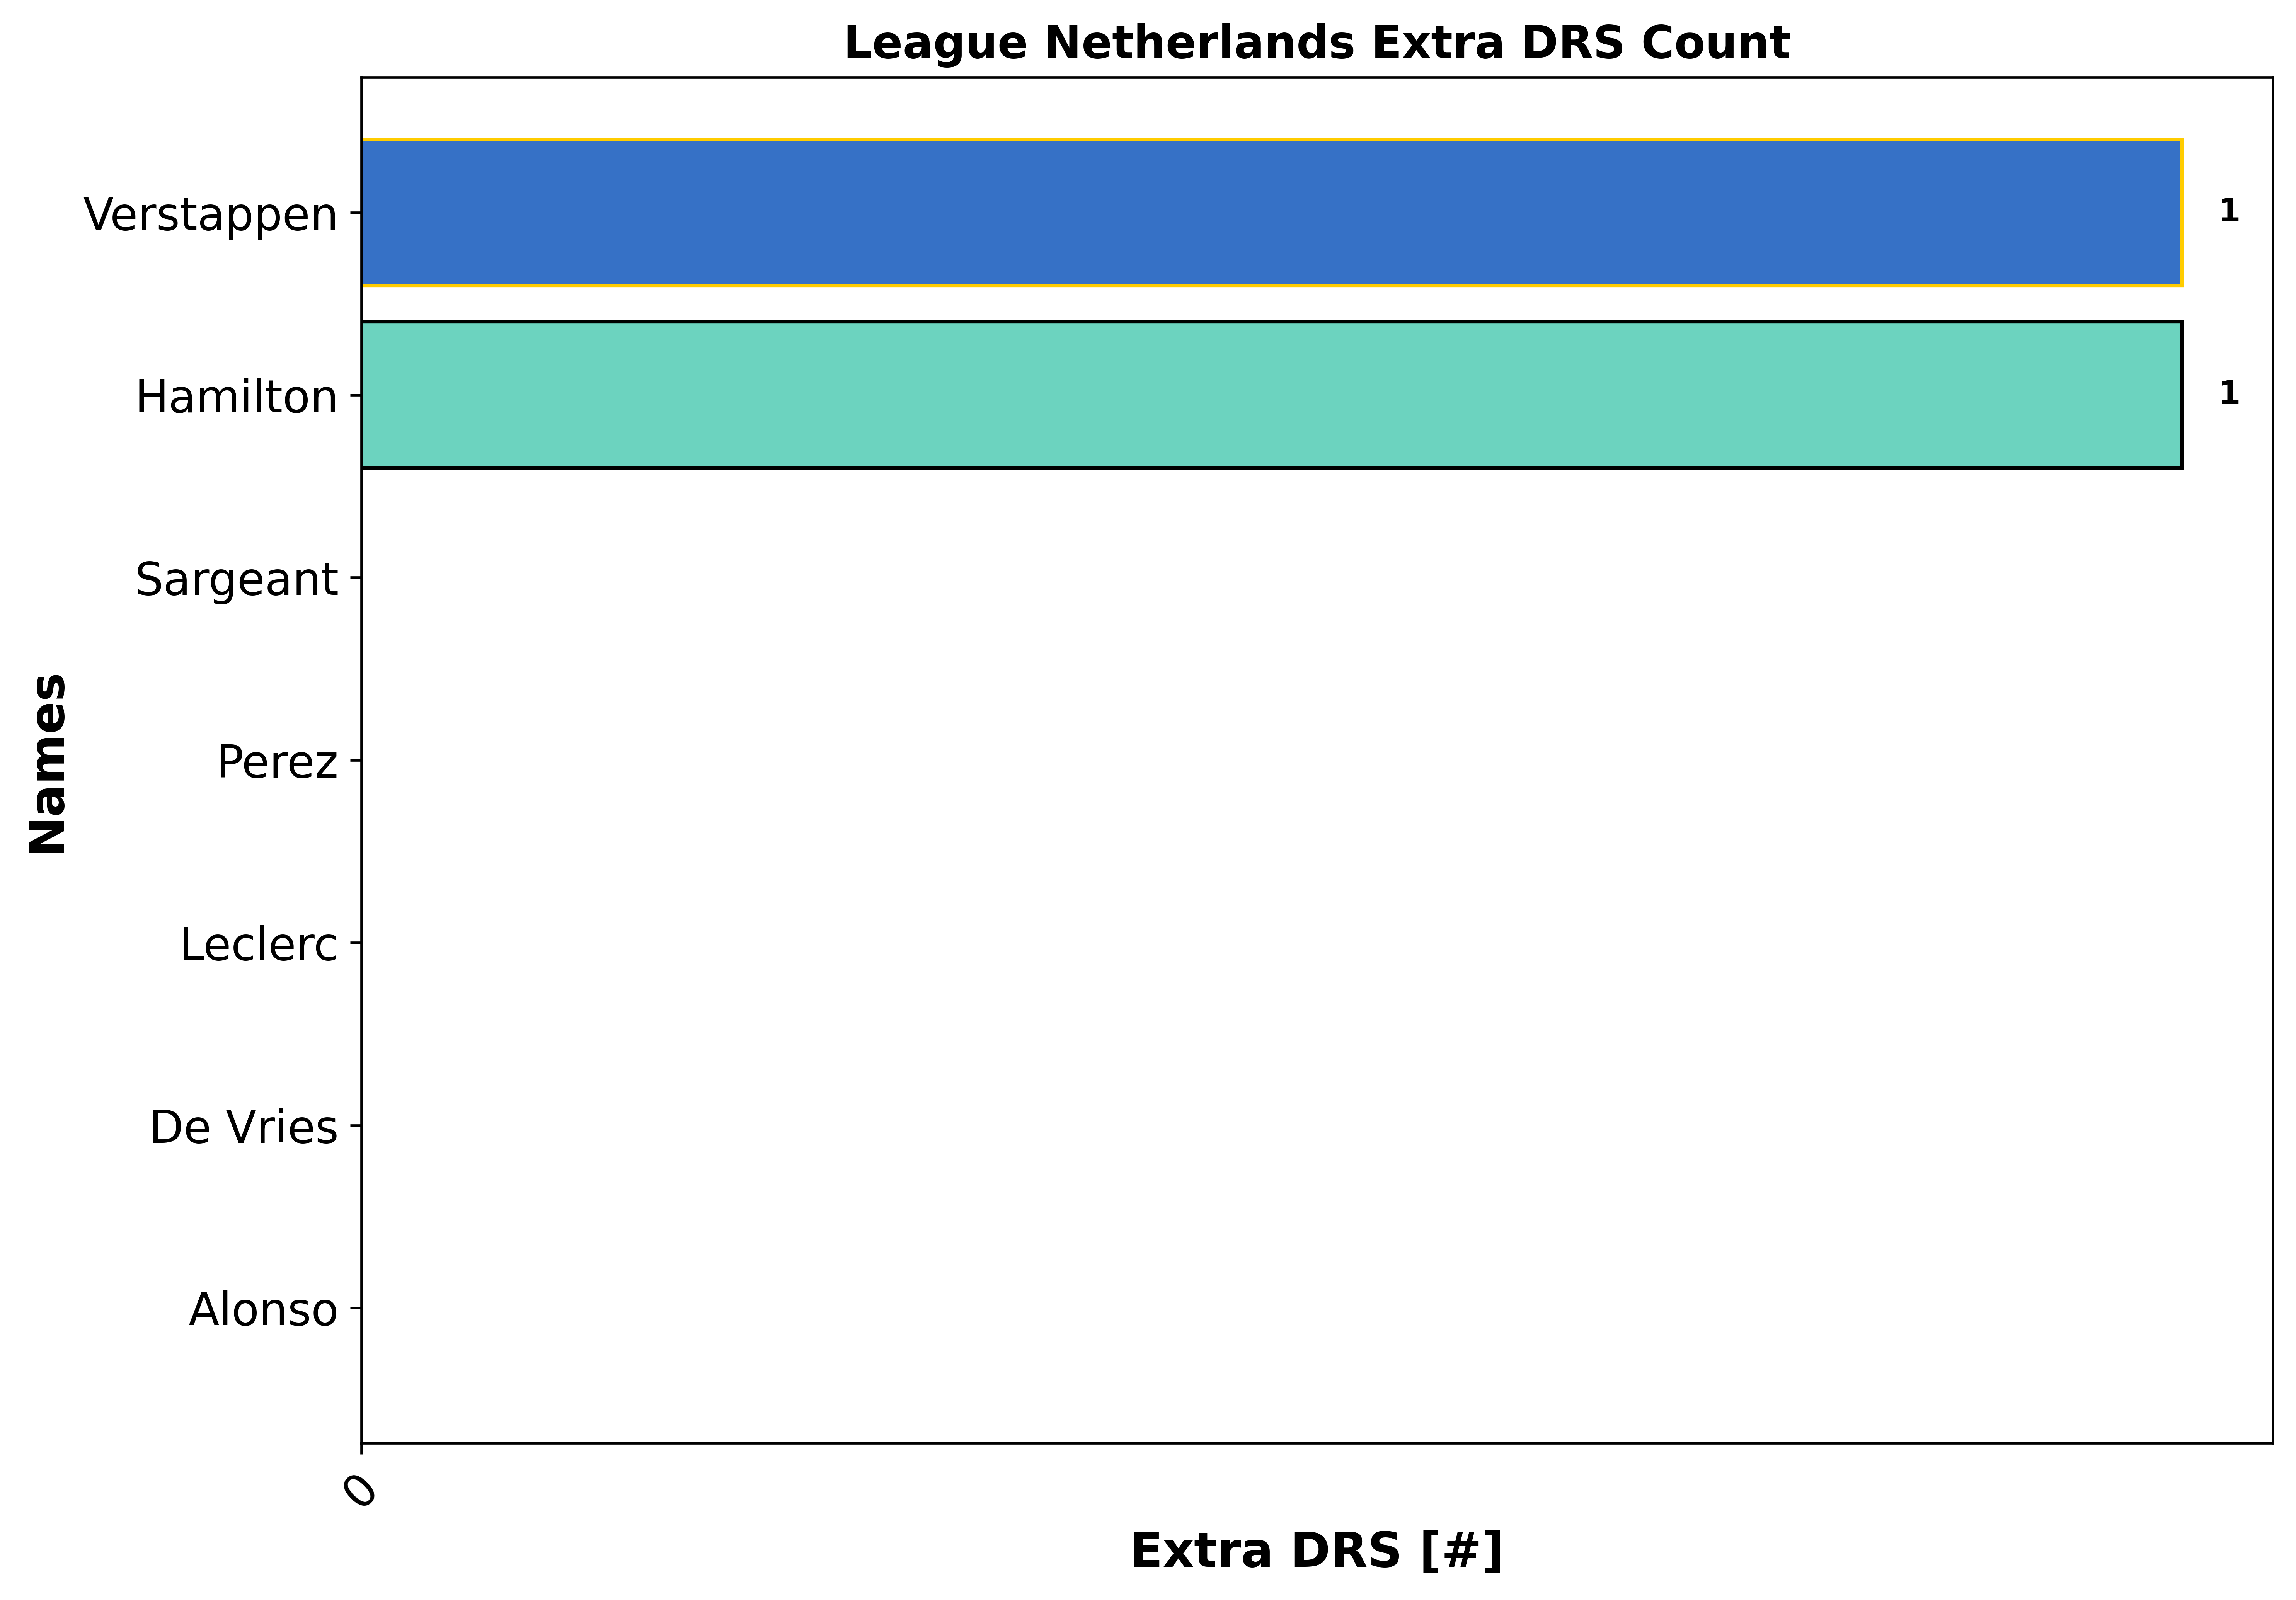 League Netherlands Extra DRS Count
Verstappen
1
Hamilton
1
Sargeant
Perez
Leclerc
De Vries
Alonso
Names
0
Extra DRS [#]